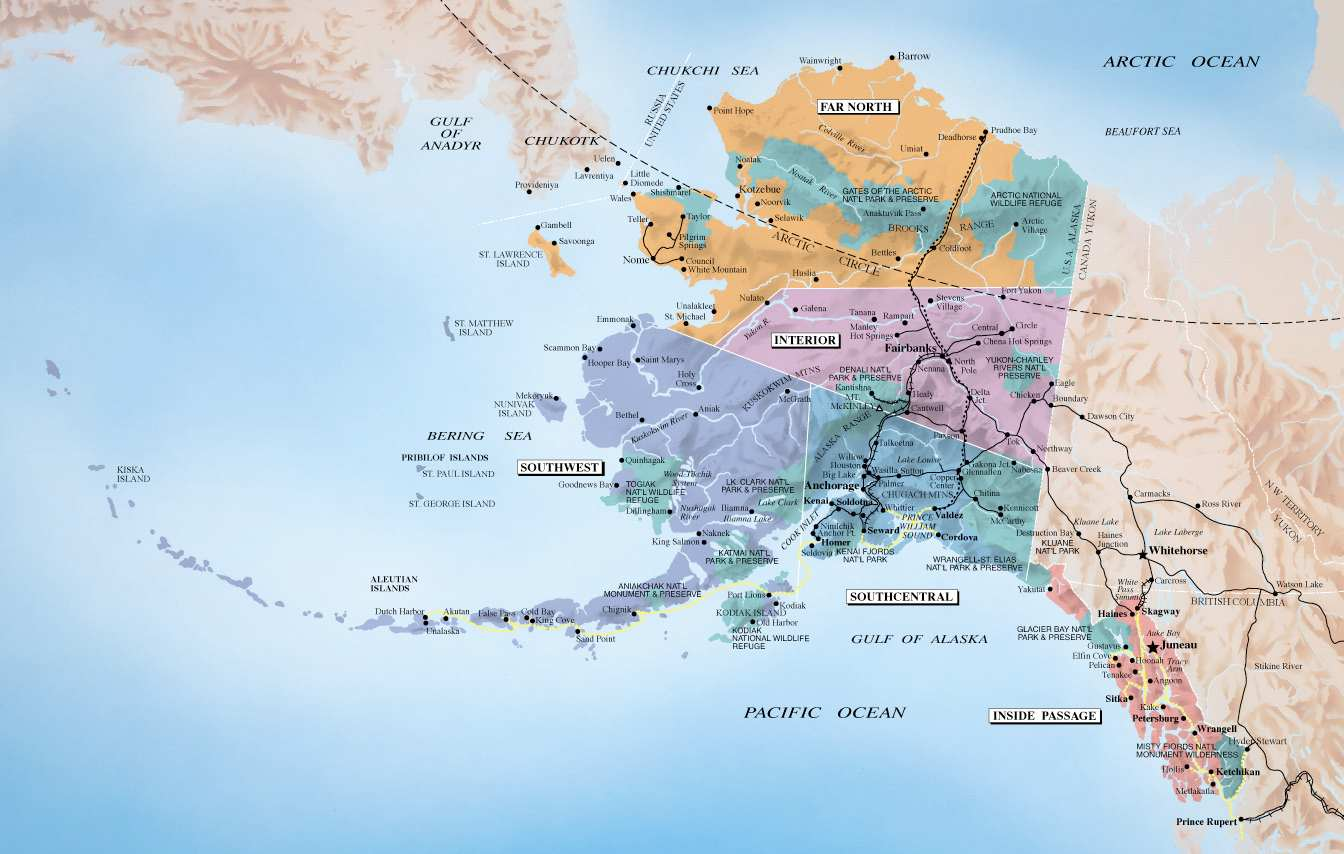 CHUKCHI SEA
ARCTIC OCEAN
BEAUFORT SEA
GULF
OF
ANADYR
CHUKOTK
RUSSIA
UNITED STATES
Wainwright
Barrow
FAR NORTH
Point Hope
Colville River
Umiat
Deadhorse
Pradhoe Bay
Uelen
Lavrentiya
Provideniya
Little
Diomede
Wales
Shishmaref
Noatak
Noatak River
Kotzebue
Noorvik
Selawik
GATES OF THE ARCTIC
NAT'L PARK & PRESERVE
Anaktuvuk Pass
BROOKS RANGE
ARCTIC NATIONAL
WILDLIFE REFUGE
Arctic
Village
U.S.A ALASKA
CANADA YUKON
Gambell
Savoonga
ST. LAWRENCE
ISLAND
Teller
Taylor
Pilgrim
Springs
Nome
Council
White Mountain
ARCTIC CIRCLE
Bettles
Coldfoot
Huslia
Unalakleet
St. Michael
Nulato
Galena
Yukon R.
Tanana
Rampart
Manley
Hot Springs
Stevens
Village
Fort Yukon
Central
Circle
Chena Hot Springs
INTERIOR
Fairbanks
North
Pole
Nenana
YUKON-CHARLEY
RIVERS NAT'L
PRESERVE
ST. MATTHEW
ISLAND
Emmonak
Scammon Bay
Hooper Bay
Saint Marys
Holy
Cross
KUSKOKWIM MTNS
McGrath
DENALI NAT'L
PARK & PRESERVE
Kantishna
MT.
McKINLEY
Healy
Cantwell
Delta
Jct.
Chicken
Eagle
Boundary
Dawson City
Mekoryuk
NUNIVAK
ISLAND
Bethel
Kuskokwim River
Aniak
ALASKA RANGE
Talkeetna
Paxson
Tok
Northway
BERING SEA
PRIBILOF ISLANDS
ST. PAUL ISLAND
ST. GEORGE ISLAND
SOUTHWEST
Quinhagak
Goodnews Bay
TOGIAK
NAT'L WILDLIFE
REFUGE
Dillingham
Wood-Tikchik
System
Nushagak
River
LK. CLARK NAT'L
PARK & PRESERVE
Lake Clark
Iliamna
Iliamna Lake
Willow
Houston
Big Lake
Wasilla
Sutton
Palmer
Lake Louise
Gakona Jct.
Glennallen
Copper
Center
Nabesna
Beaver Creek
Anchorage
CHUGACH MTNS
Chitina
Kennicott
McCarthy
Kenai
Soldotna
Whittier
PRINCE
WILLIAM
SOUND
Valdez
Cordova
COOK INLET
Ninilchik
Anchor Pt.
Homer
Seldovia
Seward
KENAI FJORDS
NAT'L PARK
WRANGELL-ST. ELIAS
NAT'L PARK & PRESERVE
KISKA
ISLAND
Naknek
King Salmon
KATMAI NAT'L
PARK & PRESERVE
ANIAKCHAK NAT'L
MONUMENT & PRESERVE
ALEUTIAN
ISLANDS
Dutch Harbor
Unalaska
Akutan
False Pass
Cold Bay
King Cove
Sand Point
Chignik
Port Lions
Kodiak
KODIAK ISLAND
Old Harbor
KODIAK
NATIONAL WILDLIFE
REFUGE
SOUTHCENTRAL
GULF OF ALASKA
PACIFIC OCEAN
Carmacks
Ross River
N W TERRITORY
YUKON
Kluane Lake
Lake Laberge
Destruction Bay
Haines
Junction
KLUANE
NAT'L PARK
Whitehorse
Carcross
White
Pass
Summit
Watson Lake
BRITISH COLUMBIA
Yakutat
Haines
Skagway
GLACIER BAY NAT'L
PARK & PRESERVE
Gustavus
Auke Bay
Juneau
Elfin Cove
Pelican
Hoonah
Tracy
Arm
Tenakee
Angoon
Stikine River
Sitka
Kake
Petersburg
INSIDE PASSAGE
Wrangell
MISTY FJORDS NAT'L
MONUMENT WILDERNESS
Hyder
Stewart
Hollis
Ketchikan
Metlakatla
Prince Rupert